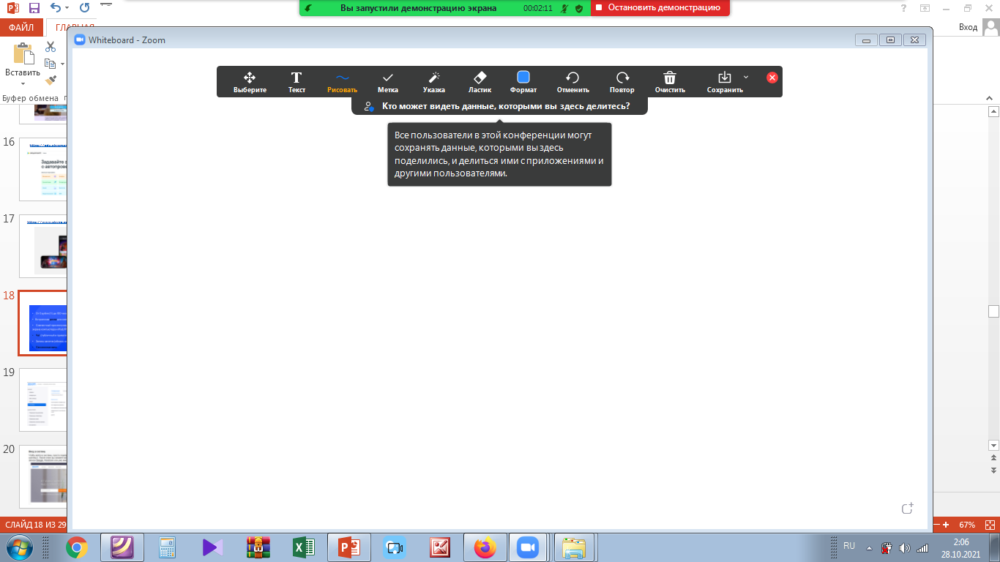 Вы запустили демонстрацию экрана 00:02:11 Остановить демонстрацию
ФАЙЛ ГЛАВНАЯ Вход
Whiteboard - Zoom
Вставить
Буфер обмена
Выберите Текст Рисовать Метка Указка Ластик Формат Отменить Повтор Очистить Сохранить
Кто может видеть данные, которыми вы здесь делитесь?
Все пользователи в этой конференции могут
сохранять данные, которыми вы здесь
поделились, и делиться ими с приложениями и
другими пользователями.
16
Задавайте
с автопрове
17
18
19
20
СЛАЙД 18 ИЗ 29 67%
RU 2:06
28.10.2021